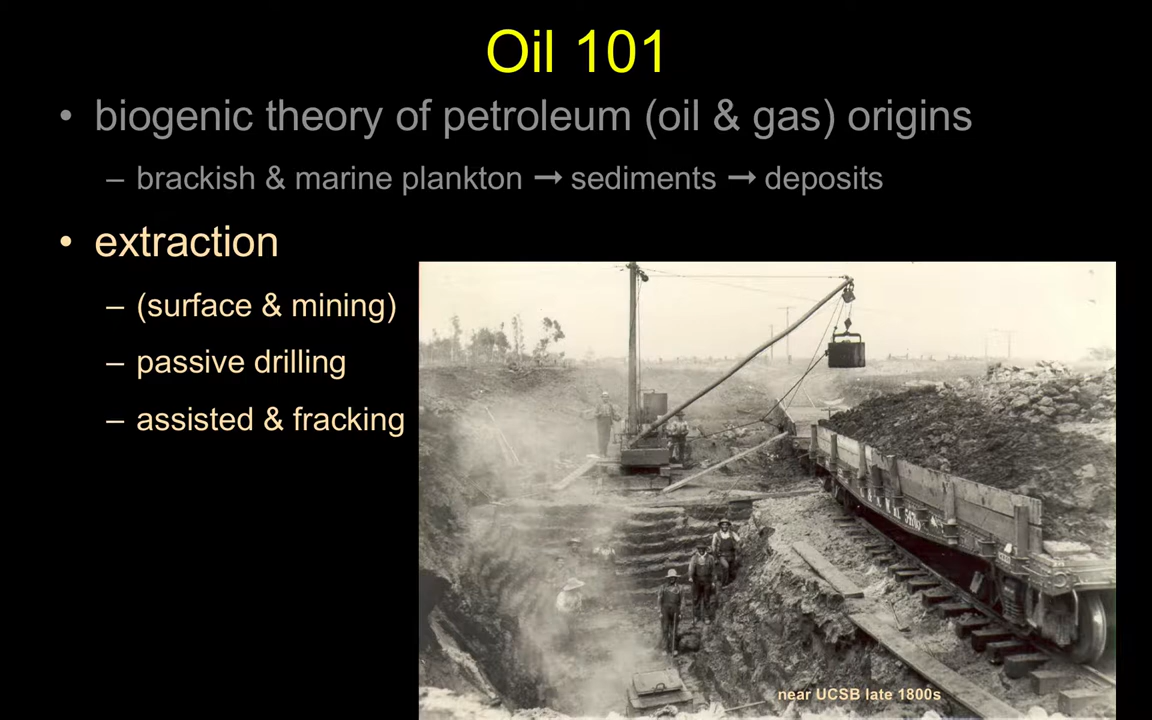 Oil 101
• biogenic theory of petroleum (oil & gas) origins
– brackish & marine plankton → sediments → deposits
• extraction
– (surface & mining)
– passive drilling
– assisted & fracking
near UCSB late 1800s